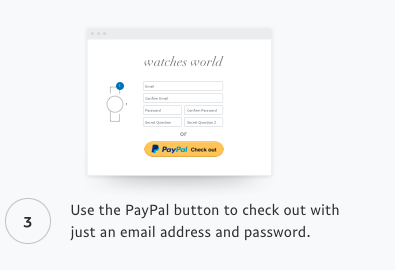 watches world
Email
Confirm Email
Password Confirm Password
Secret Question Secret Question 2
or
PayPal Check out
3
Use the PayPal button to check out with
just an email address and password.